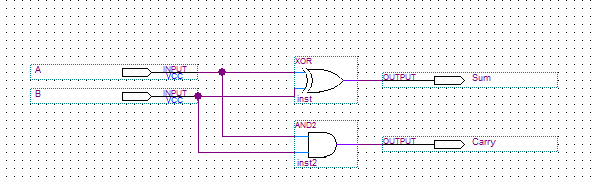 XOR
A
INPUT
VCC
OUTPUT
Sum
B
INPUT
VCC
inst
AND2
OUTPUT
Carry
inst2